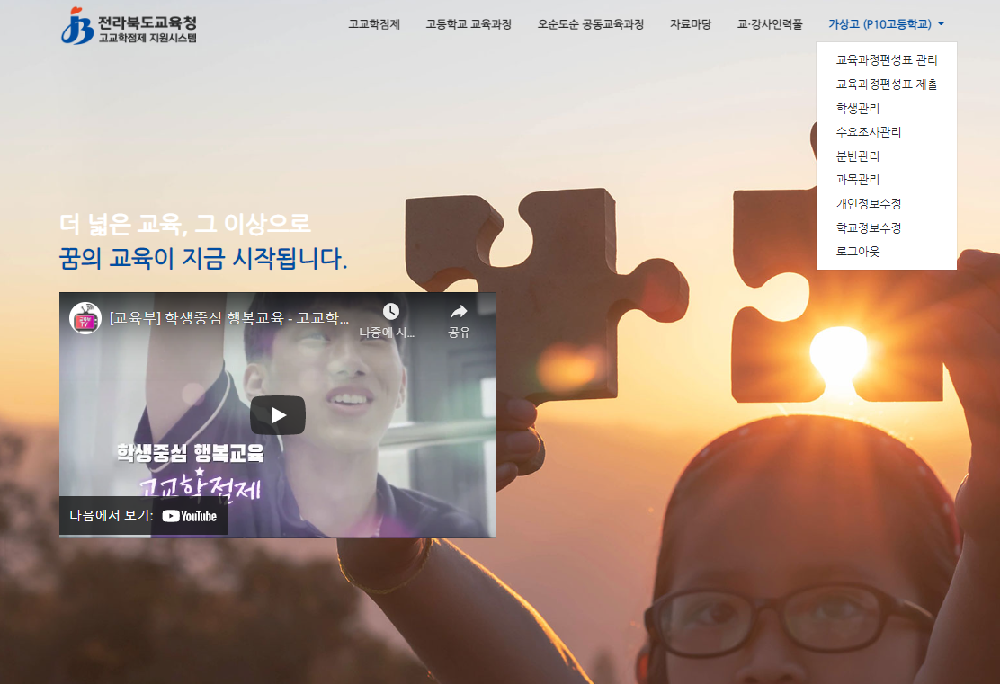 전라북도교육청
고교학점제 지원시스템
고교학점제
고등학교 교육과정
오순도순 공동교육과정
자료마당
교·강사인력풀
가상고 (P10고등학교)
교육과정편성표 관리
교육과정편성표 제출
학생관리
수요조사관리
분반관리
과목관리
개인정보수정
학교정보수정
로그아웃
더 넓은 교육, 그 이상으로
꿈의 교육이 지금 시작됩니다.
교육부
TV
[교육부] 학생중심 행복교육 - 고교학...
나중에 시...
공유
학생중심 행복교육
고교학점제
다음에서 보기: YouTube